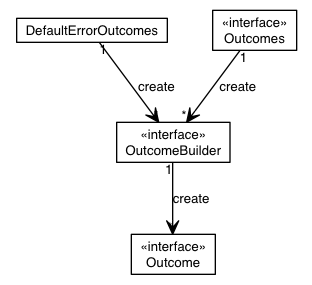 DefaultErrorOutcomes
«interface»
Outcomes
1
1
create
create
*
«interface»
OutcomeBuilder
1
create
«interface»
Outcome